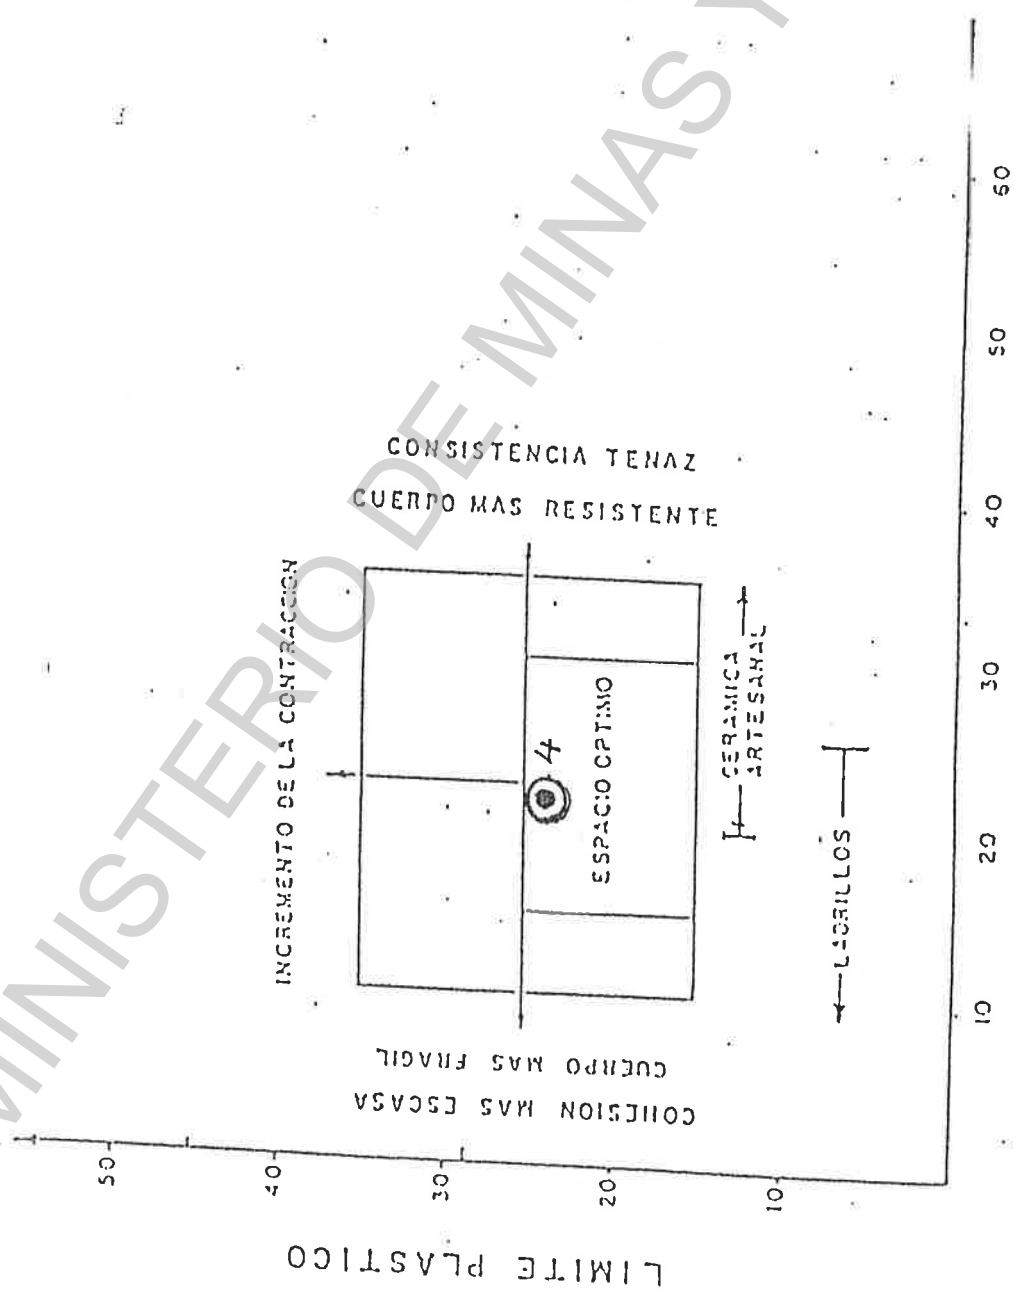 MINISTERIO DE MINAS Y
CONSISTENCIA TENAZ
CUERPO MAS RESISTENTE
INCREMENTO DE LA CONTRACCION
4
ESPACIO OPTIMO
CERAMICA
ARTESANAL
LADRILLOS
CUERPO MAS FRAGIL
COHESION MAS ESCASA
LIMITE PLASTICO
50
40
30
20
10
10
20
30
40
50
60